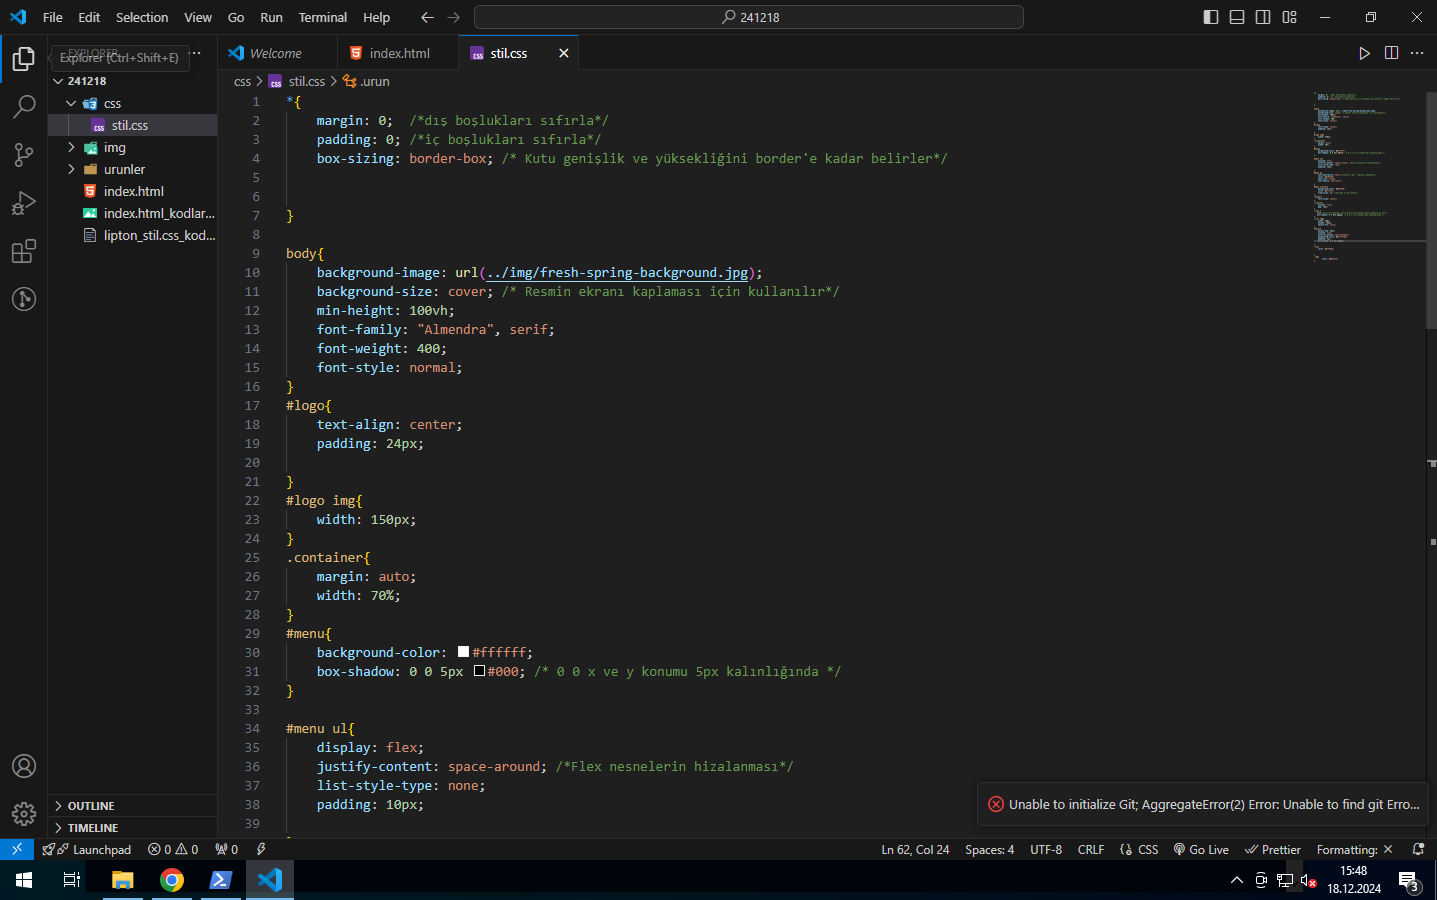 File Edit Selection View Go Run Terminal Help 241218
EXPLORER
Explorer (Ctrl+Shift+E)
241218
css
stil.css
img
urunler
index.html
index.html_kodlar...
lipton_stil.css_kod...
OUTLINE
TIMELINE
Welcome index.html stil.css
css > stil.css > .urun
1 *{
2 margin: 0; /*dış boşlukları sıfırla*/
3 padding: 0; /*iç boşlukları sıfırla*/
4 box-sizing: border-box; /* Kutu genişlik ve yüksekliğini border'e kadar belirler*/
5
6
7 }
8
9 body{
10 background-image: url(../img/fresh-spring-background.jpg);
11 background-size: cover; /* Resmin ekranı kaplaması için kullanılır*/
12 min-height: 100vh;
13 font-family: "Almendra", serif;
14 font-weight: 400;
15 font-style: normal;
16 }
17 #logo{
18 text-align: center;
19 padding: 24px;
20
21 }
22 #logo img{
23 width: 150px;
24 }
25 .container{
26 margin: auto;
27 width: 70%;
28 }
29 #menu{
30 background-color: #ffffff;
31 box-shadow: 0 0 5px #000; /* 0 0 x ve y konumu 5px kalınlığında */
32 }
33
34 #menu ul{
35 display: flex;
36 justify-content: space-around; /*Flex nesnelerin hizalanması*/
37 list-style-type: none;
38 padding: 10px;
39
Unable to initialize Git; AggregateError(2) Error: Unable to find git Erro...
Launchpad 0 0 0 Ln 62, Col 24 Spaces: 4 UTF-8 CRLF CSS Go Live Prettier Formatting: ✕
15:48
18.12.2024
3